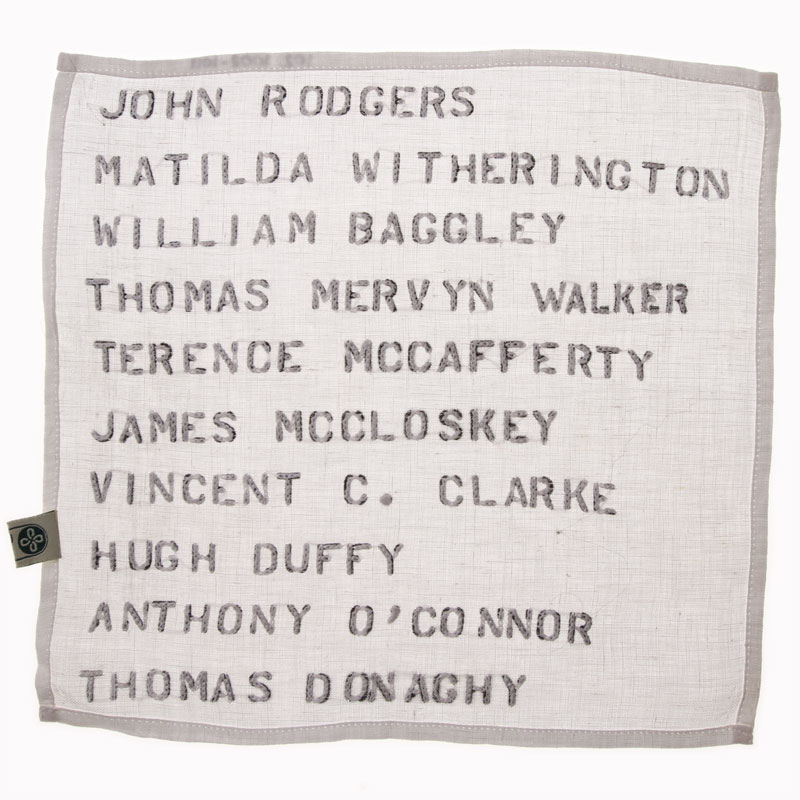 JOHN RODGERS
MATILDA WITHERINGTON
WILLIAM BAGGLEY
THOMAS MERVYN WALKER
TERENCE MCCAFFERTY
JAMES MCCLOSKEY
VINCENT C. CLARKE
HUGH DUFFY
ANTHONY O'CONNOR
THOMAS DONAGHY